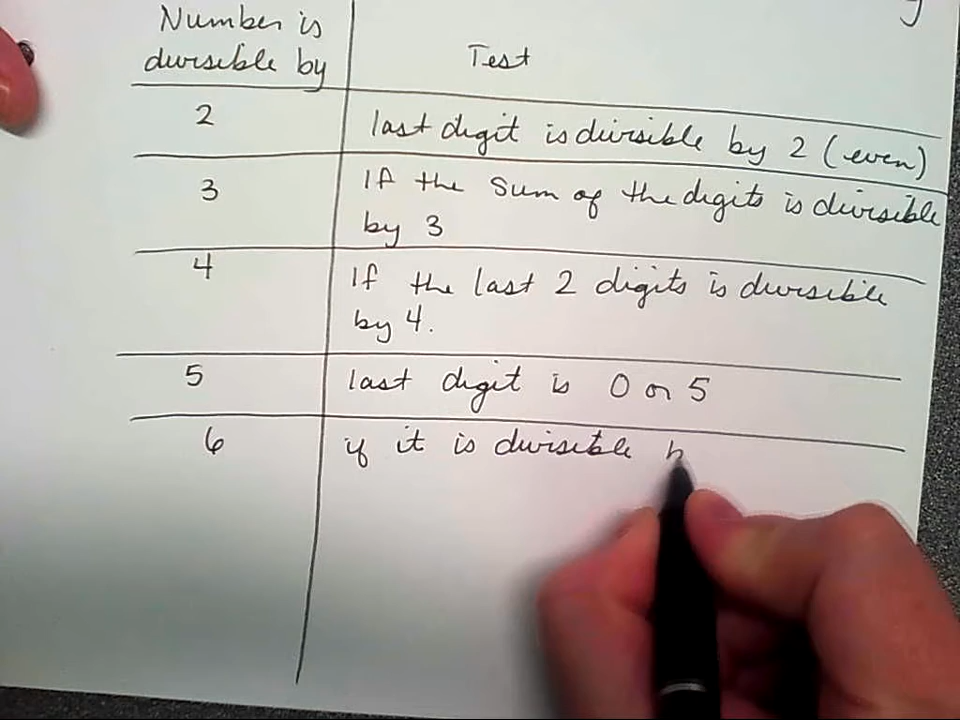 Number is
divisible by
Test
2
last digit is divisible by 2 (even)
3
If the sum of the digits is divisible
by 3
4
If the last 2 digits is divisible
by 4.
5
last digit is 0 or 5
6
if it is divisible